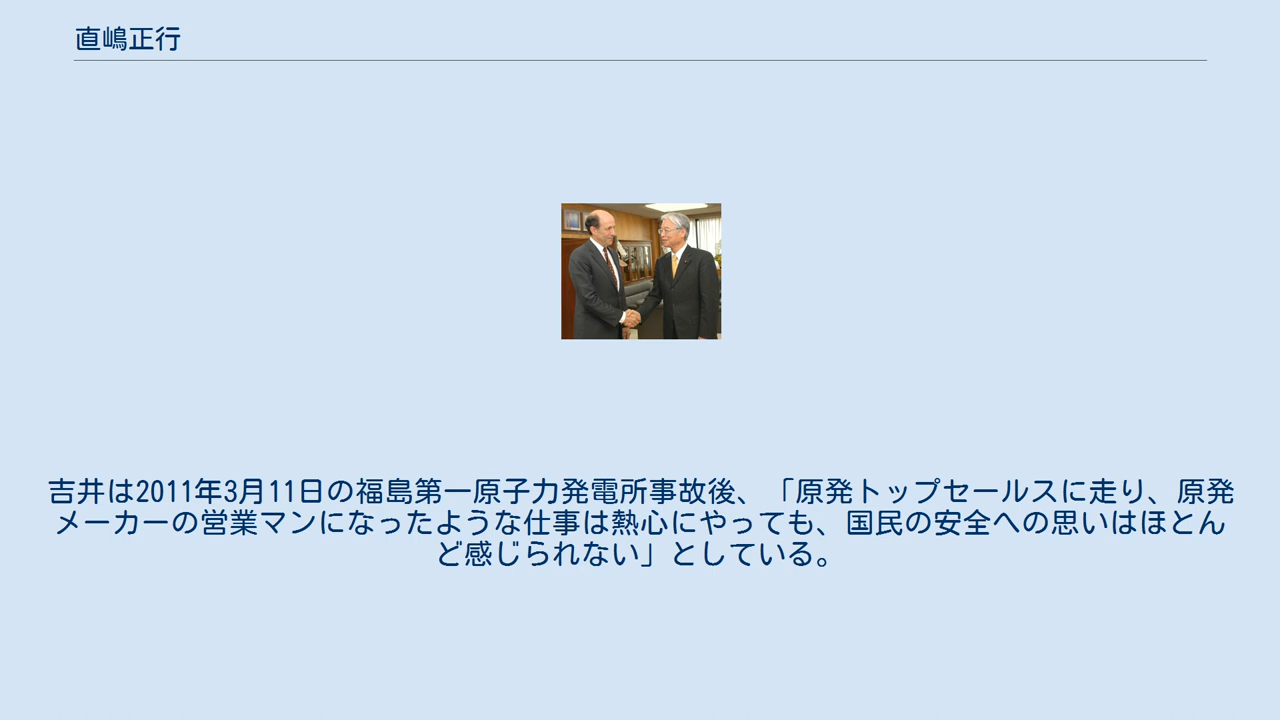 直嶋正行
吉井は2011年3月11日の福島第一原子力発電所事故後、「原発トップセールスに走り、原発
メーカーの営業マンになったような仕事は熱心にやっても、国民の安全への思いはほとん
ど感じられない」としている。